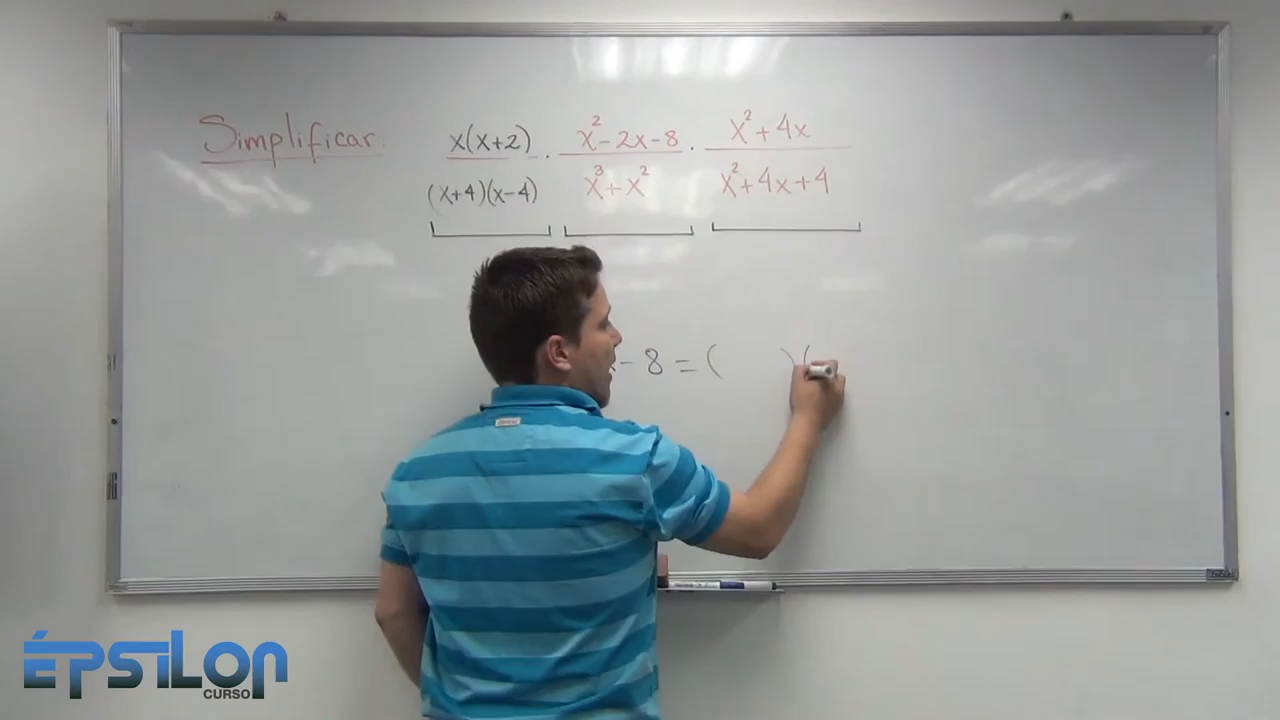 Simplificar:
x(x+2) / (x+4)(x-4) · x² - 2x - 8 / x³ + x² · x² + 4x / x² + 4x + 4
- 8 = ( )(
ÉPSILON
CURSO